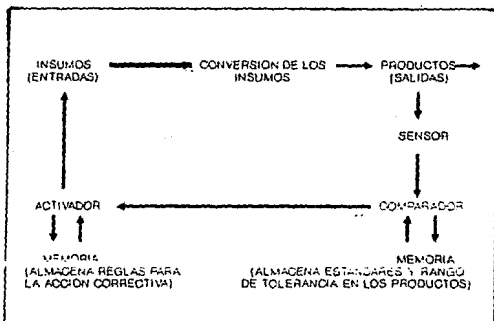 INSUMOS
(ENTRADAS)
CONVERSION DE LOS
INSUMOS
PRODUCTOS
(SALIDAS)
SENSOR
ACTIVADOR
COMPARADOR
MEMORIA
(ALMACENA REGLAS PARA
LA ACCION CORRECTIVA)
MEMORIA
(ALMACENA ESTANDARES Y RANGO
DE TOLERANCIA EN LOS PRODUCTOS)